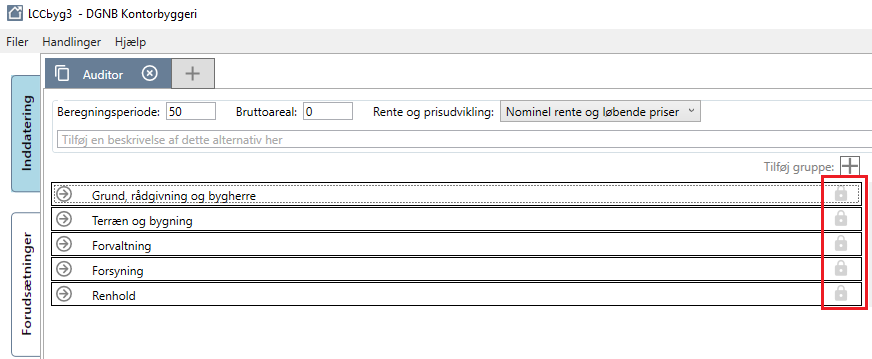 LCCbyg3 - DGNB Kontorbyggeri
Filer Handlinger Hjælp
Auditor
Inddatering
Beregningsperiode: 50 Bruttoareal: 0 Rente og prisudvikling: Nominel rente og løbende priser
Tilføj en beskrivelse af dette alternativ her
Tilføj gruppe:
Grund, rådgivning og bygherre
Terræn og bygning
Forvaltning
Forsyning
Renhold
Forudsætninger